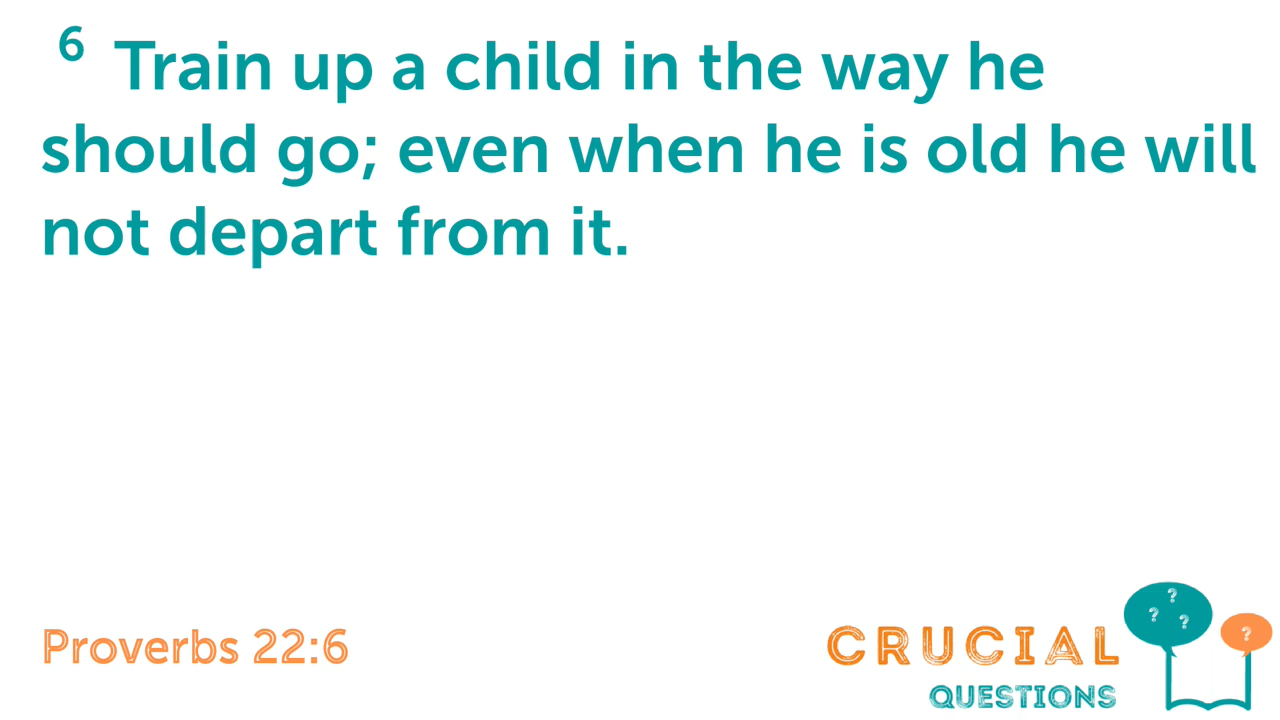 6 Train up a child in the way he
should go; even when he is old he will
not depart from it.
Proverbs 22:6
CRUCIAL
QUESTIONS
? ? ? ?